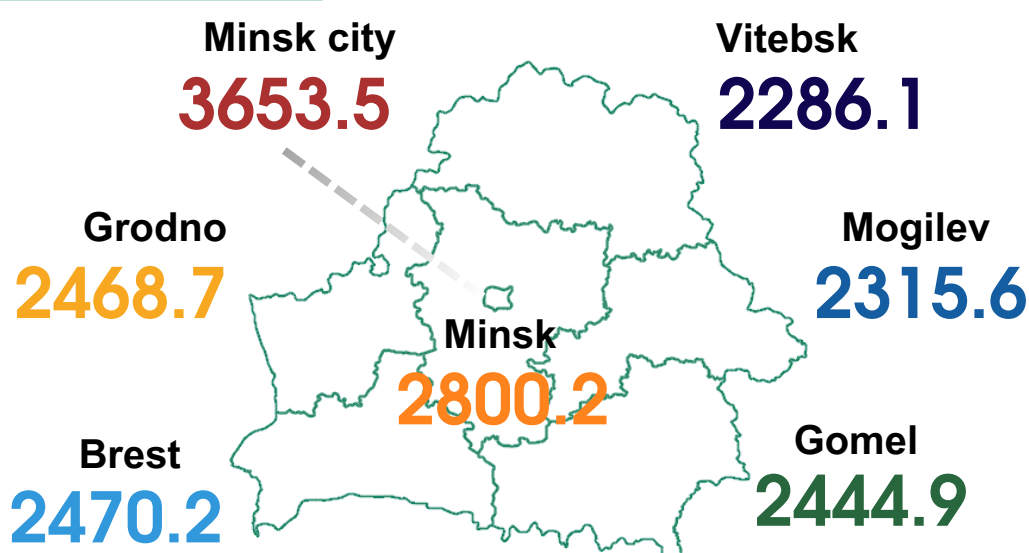 Minsk city
3653.5
Vitebsk
2286.1
Grodno
2468.7
Mogilev
2315.6
Minsk
2800.2
Brest
2470.2
Gomel
2444.9